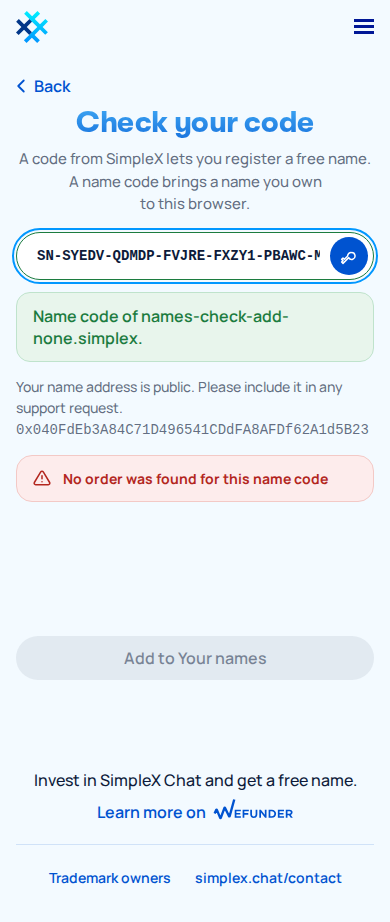 Back
Check your code
A code from SimpleX lets you register a free name.
A name code brings a name you own
to this browser.
SN-SYEDV-QDMDP-FVJRE-FXZY1-PBAWC-M
Name code of names-check-add-
none.simplex.
Your name address is public. Please include it in any
support request.
0x040FdEb3A84C71D496541CDdFA8AFDf62A1d5B23
No order was found for this name code
Add to Your names
Invest in SimpleX Chat and get a free name.
Learn more on WEFUNDER
Trademark owners simplex.chat/contact